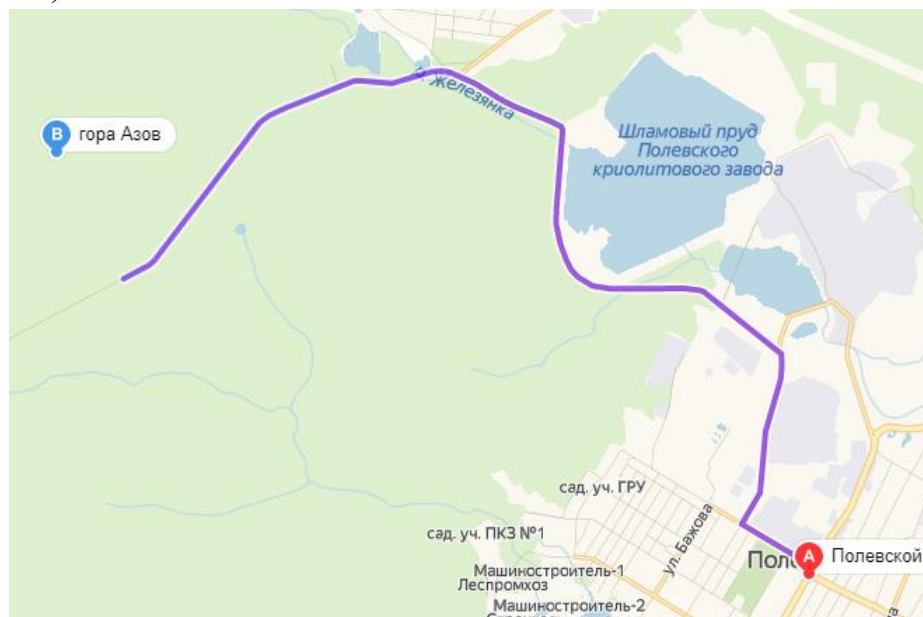 р. Железянка
В гора Азов
Шламовый пруд
Полевского
криолитового завода
сад. уч. ГРУ
ул. Бажова
сад. уч. ПКЗ №1
А Полевской
Машиностроитель-1
Леспромхоз
Машиностроитель-2